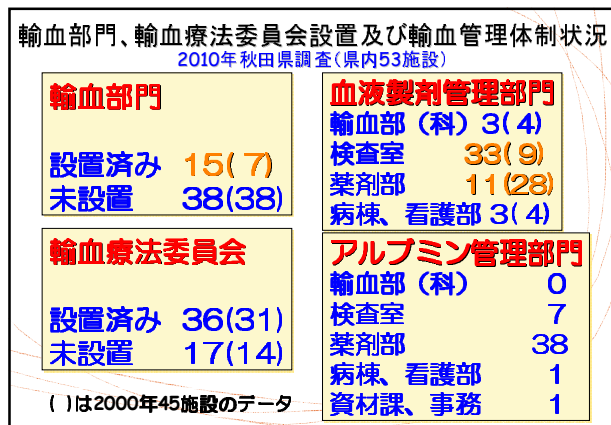 輸血部門、輸血療法委員会設置及び輸血管理体制状況
2010年秋田県調査(県内53施設)
輸血部門
設置済み 15(7)
未設置 38(38)
血液製剤管理部門
輸血部(科)3(4)
検査室 33(9)
薬剤部 11(28)
病棟、看護部 3(4)
輸血療法委員会
設置済み 36(31)
未設置 17(14)
アルブミン管理部門
輸血部(科) 0
検査室 7
薬剤部 38
病棟、看護部 1
資材課、事務 1
( )は2000年45施設のデータ